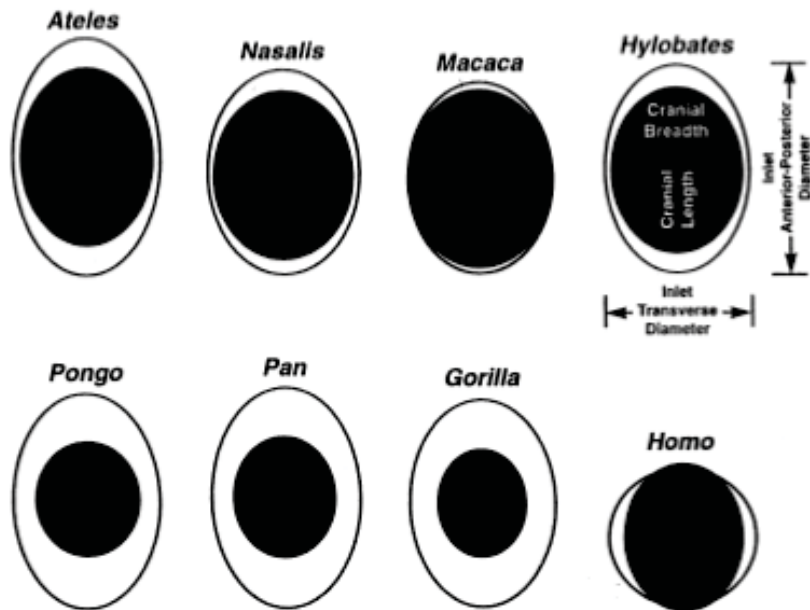 Ateles
Nasalis
Macaca
Hylobates
Cranial
Breadth
Cranial
Length
Inlet
Anterior-Posterior
Diameter
Inlet
Transverse
Diameter
Pongo
Pan
Gorilla
Homo